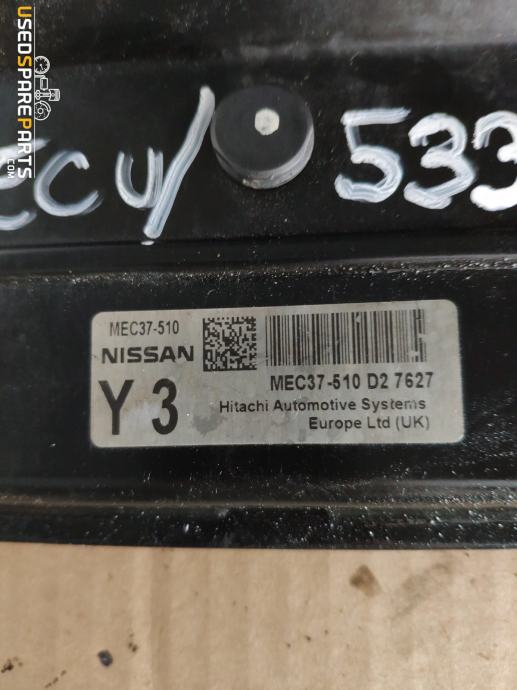 USEDSPAREPARTS.COM
ECU/ 533
MEC37-510
NISSAN
Y 3
MEC37-510 D2 7627
Hitachi Automotive Systems
Europe Ltd (UK)